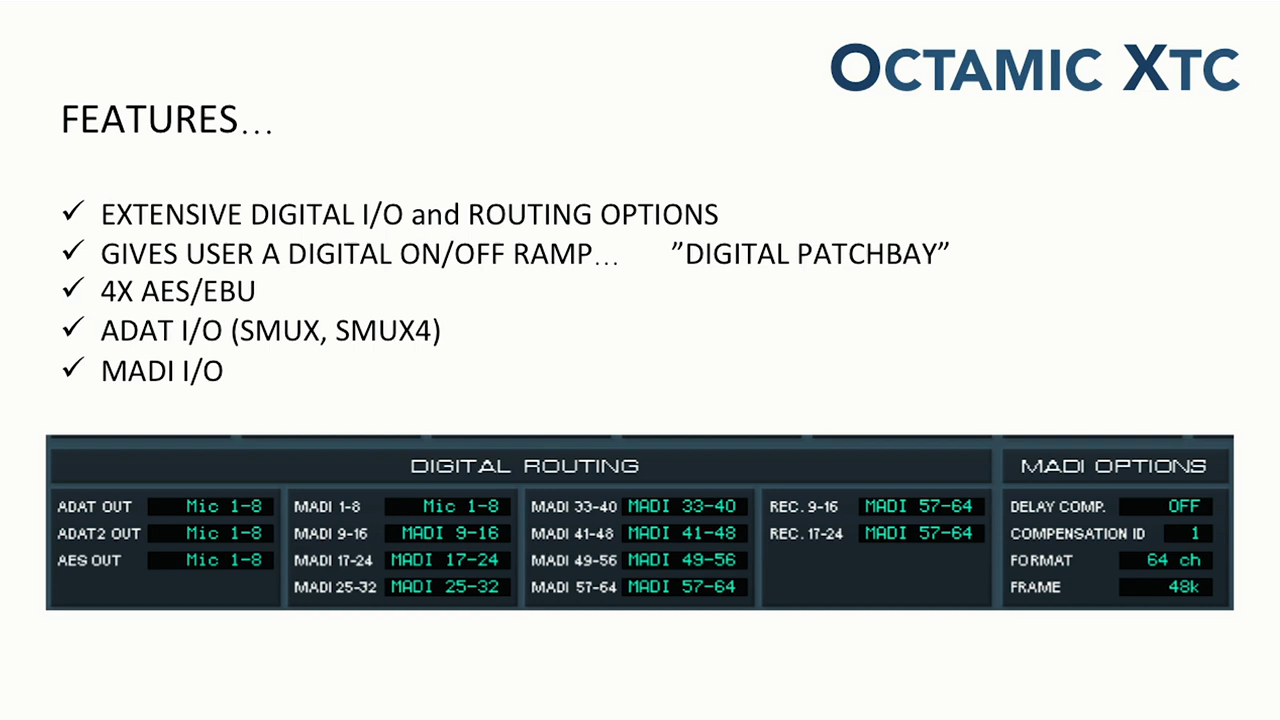 OCTAMIC XTC
FEATURES…
✓ EXTENSIVE DIGITAL I/O and ROUTING OPTIONS
✓ GIVES USER A DIGITAL ON/OFF RAMP… ”DIGITAL PATCHBAY”
✓ 4X AES/EBU
✓ ADAT I/O (SMUX, SMUX4)
✓ MADI I/O
DIGITAL ROUTING MADI OPTIONS
ADAT OUT Mic 1-8 MADI 1-8 Mic 1-8 MADI 33-40 MADI 33-40 REC. 9-16 MADI 57-64 DELAY COMP. OFF
ADAT2 OUT Mic 1-8 MADI 9-16 MADI 9-16 MADI 41-48 MADI 41-48 REC. 17-24 MADI 57-64 COMPENSATION ID 1
AES OUT Mic 1-8 MADI 17-24 MADI 17-24 MADI 49-56 MADI 49-56 FORMAT 64 ch
MADI 25-32 MADI 25-32 MADI 57-64 MADI 57-64 FRAME 48k